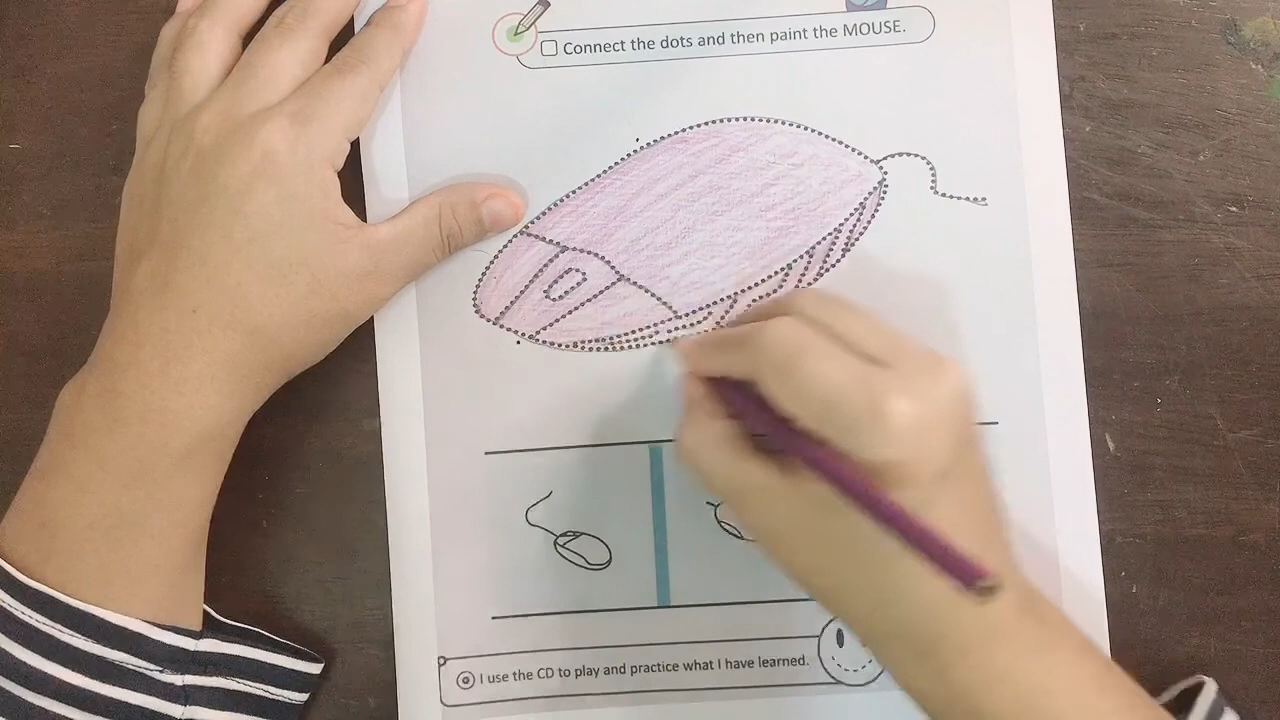 Connect the dots and then paint the MOUSE.
I use the CD to play and practice what I have learned.